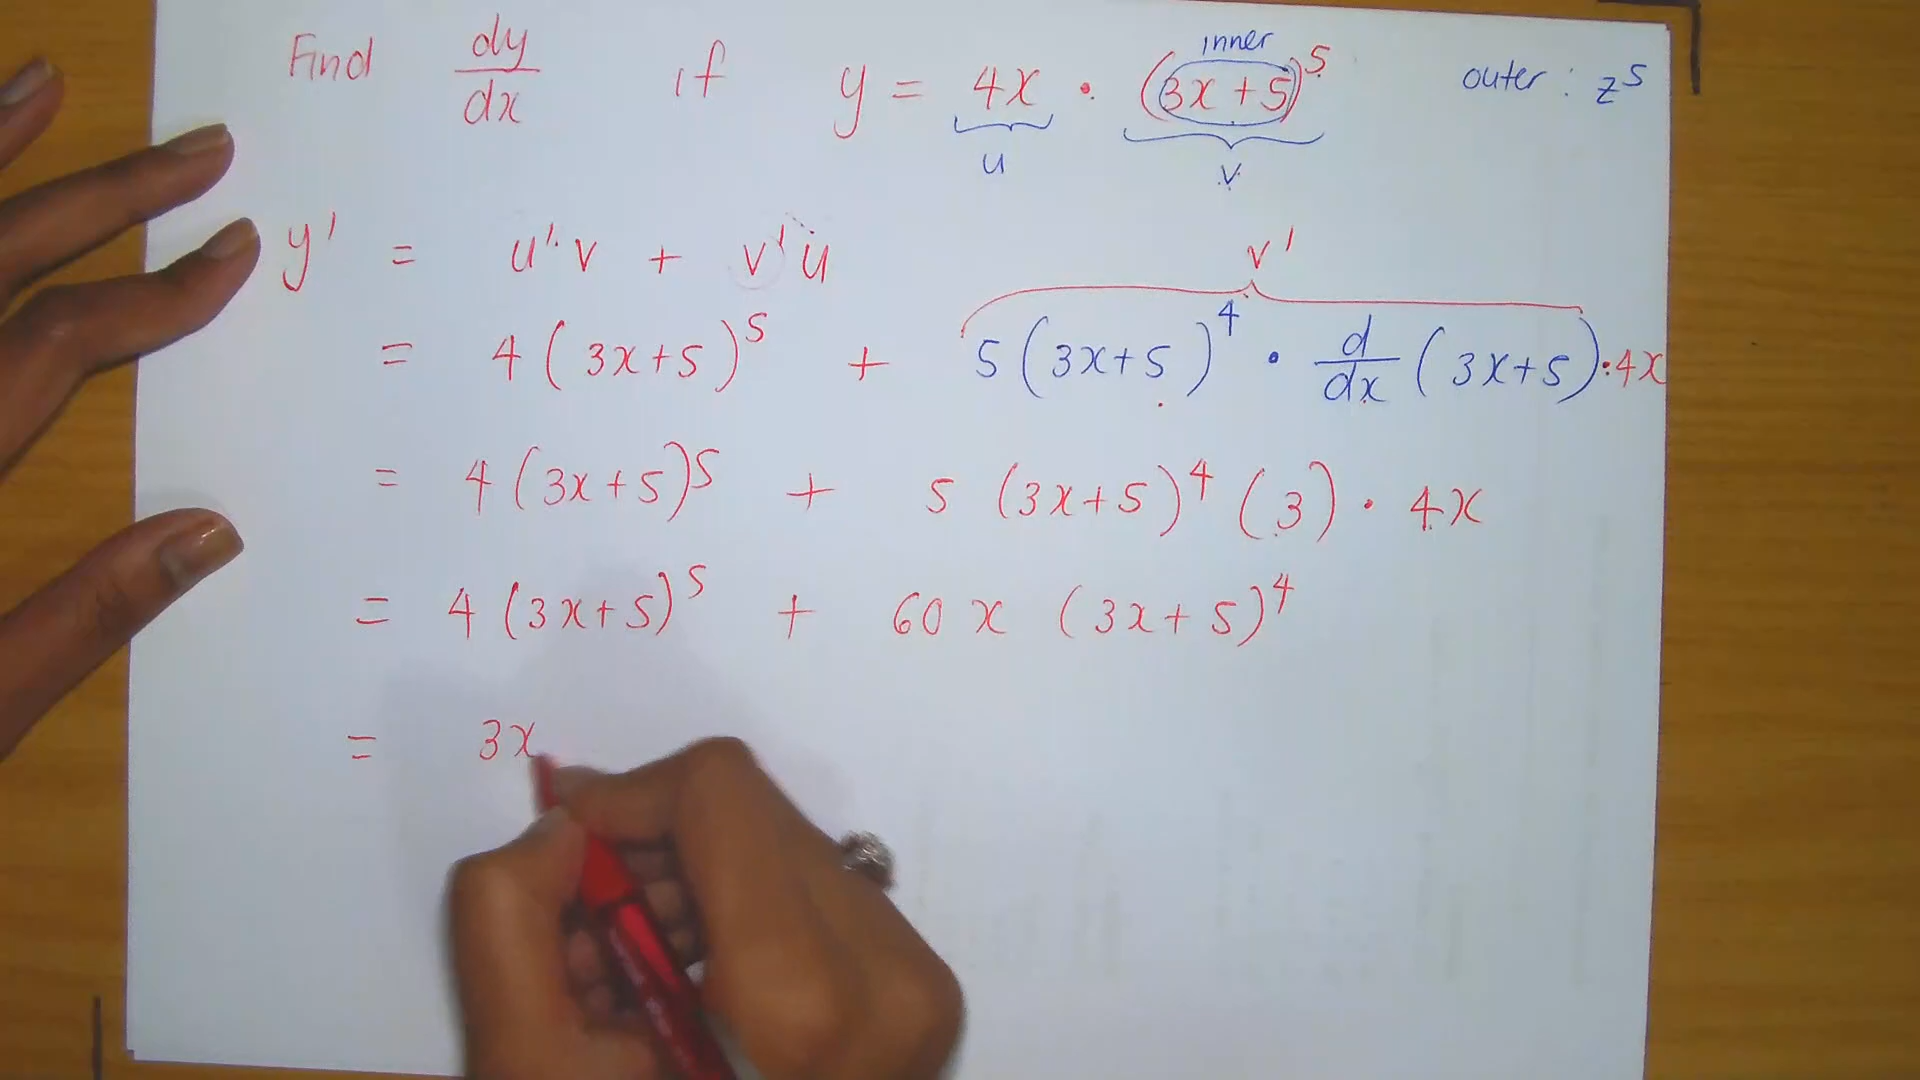 Find dy/dx if y = 4x · (3x+5)^5 outer : z^5
inner
u v
y' = u'v + v'u
v'
= 4(3x+5)^5 + 5(3x+5)^4 · d/dx (3x+5)·4x
= 4(3x+5)^5 + 5 (3x+5)^4 (3) · 4x
= 4(3x+5)^5 + 60x (3x+5)^4
= 3x